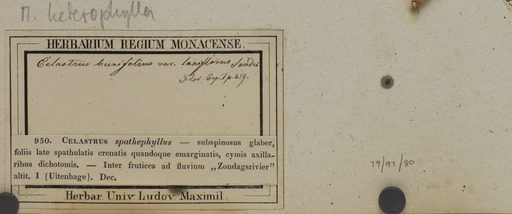 M. heterophylla
HERBARIUM REGIUM MONACENSE.
Celastrus buxifolius var. laxiflorus Sonder
Flor. Cap. I p. 459.
950. CELASTRUS spathephyllus — subspinosus glaber,
foliis late spathulatis crenatis quandoque emarginatis, cymis axilla-
ribus dichotomis. — Inter frutices ad fluvium „Zondagsrivier"
altit. I (Uitenhage). Dec.
Herbar. Univ. Ludov. Maximil.
79/97/80